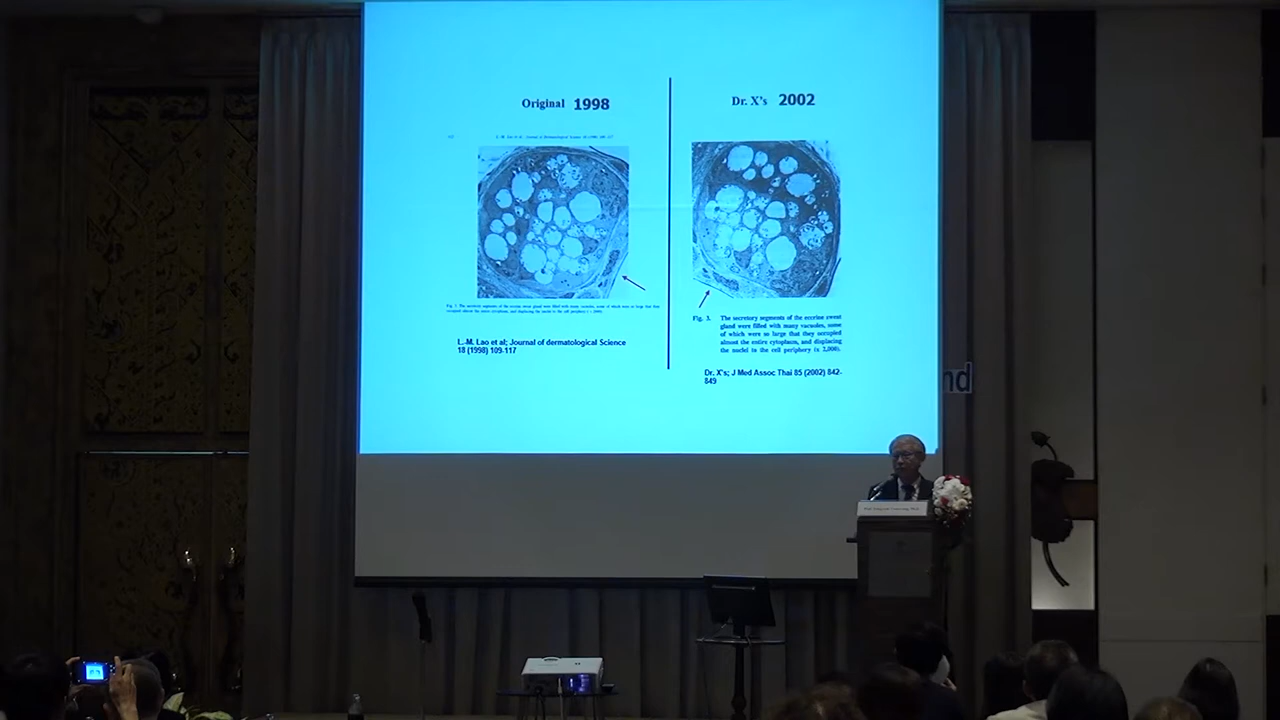 Original 1998
L.-M. Lao et al; Journal of dermatological Science
18 (1998) 109-117
Dr. X's 2002
Fig. 3. The secretory segments of the eccrine sweat
gland were filled with many vacuoles, some
of which were so large that they occupied
almost the entire cytoplasm, and displacing
the nuclei to the cell periphery (x 2,000).
Dr. X's; J Med Assoc Thai 85 (2002) 842-
849
nd